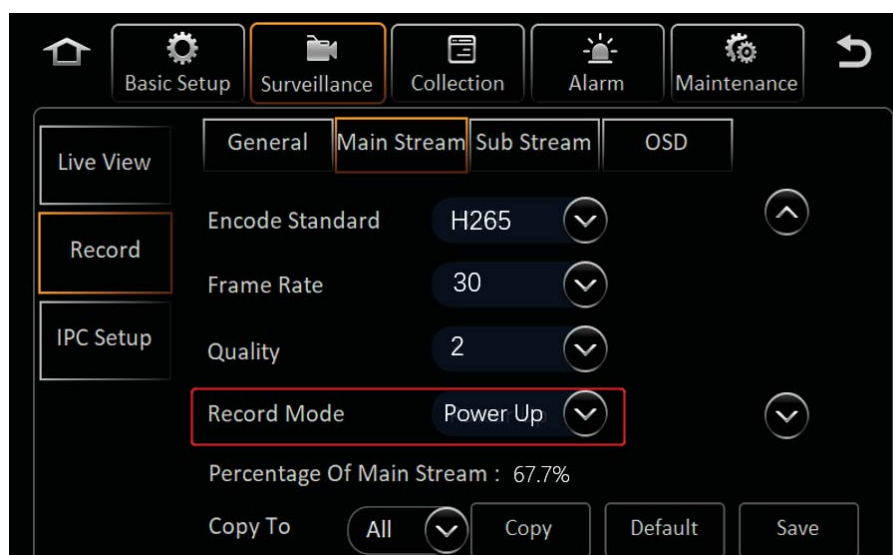 Basic Setup Surveillance Collection Alarm Maintenance
General Main Stream Sub Stream OSD
Live View
Encode Standard H265
Record
Frame Rate 30
IPC Setup
Quality 2
Record Mode Power Up
Percentage Of Main Stream : 67.7%
Copy To All Copy Default Save